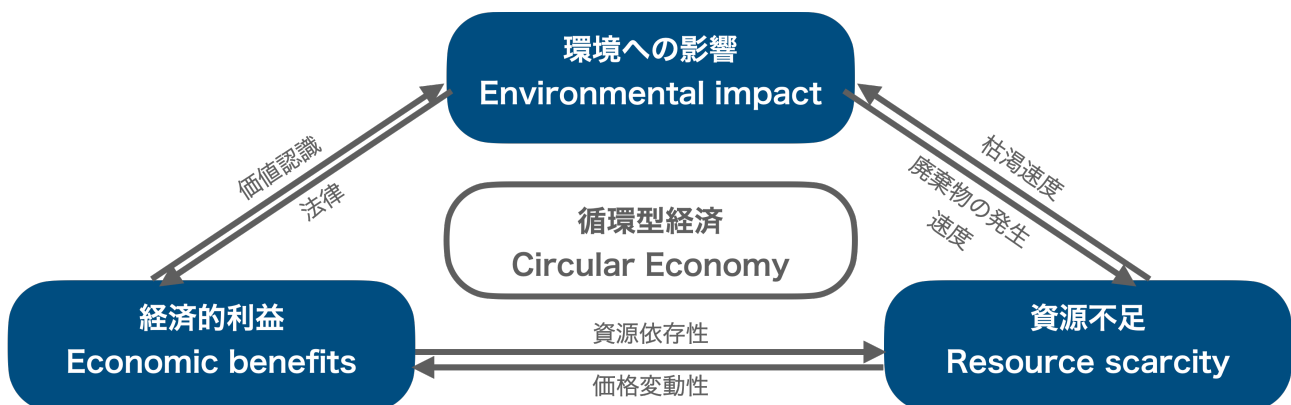 環境への影響
Environmental impact
価値認識
法律
枯渇速度
廃棄物の発生
速度
循環型経済
Circular Economy
経済的利益
Economic benefits
資源依存性
価格変動性
資源不足
Resource scarcity